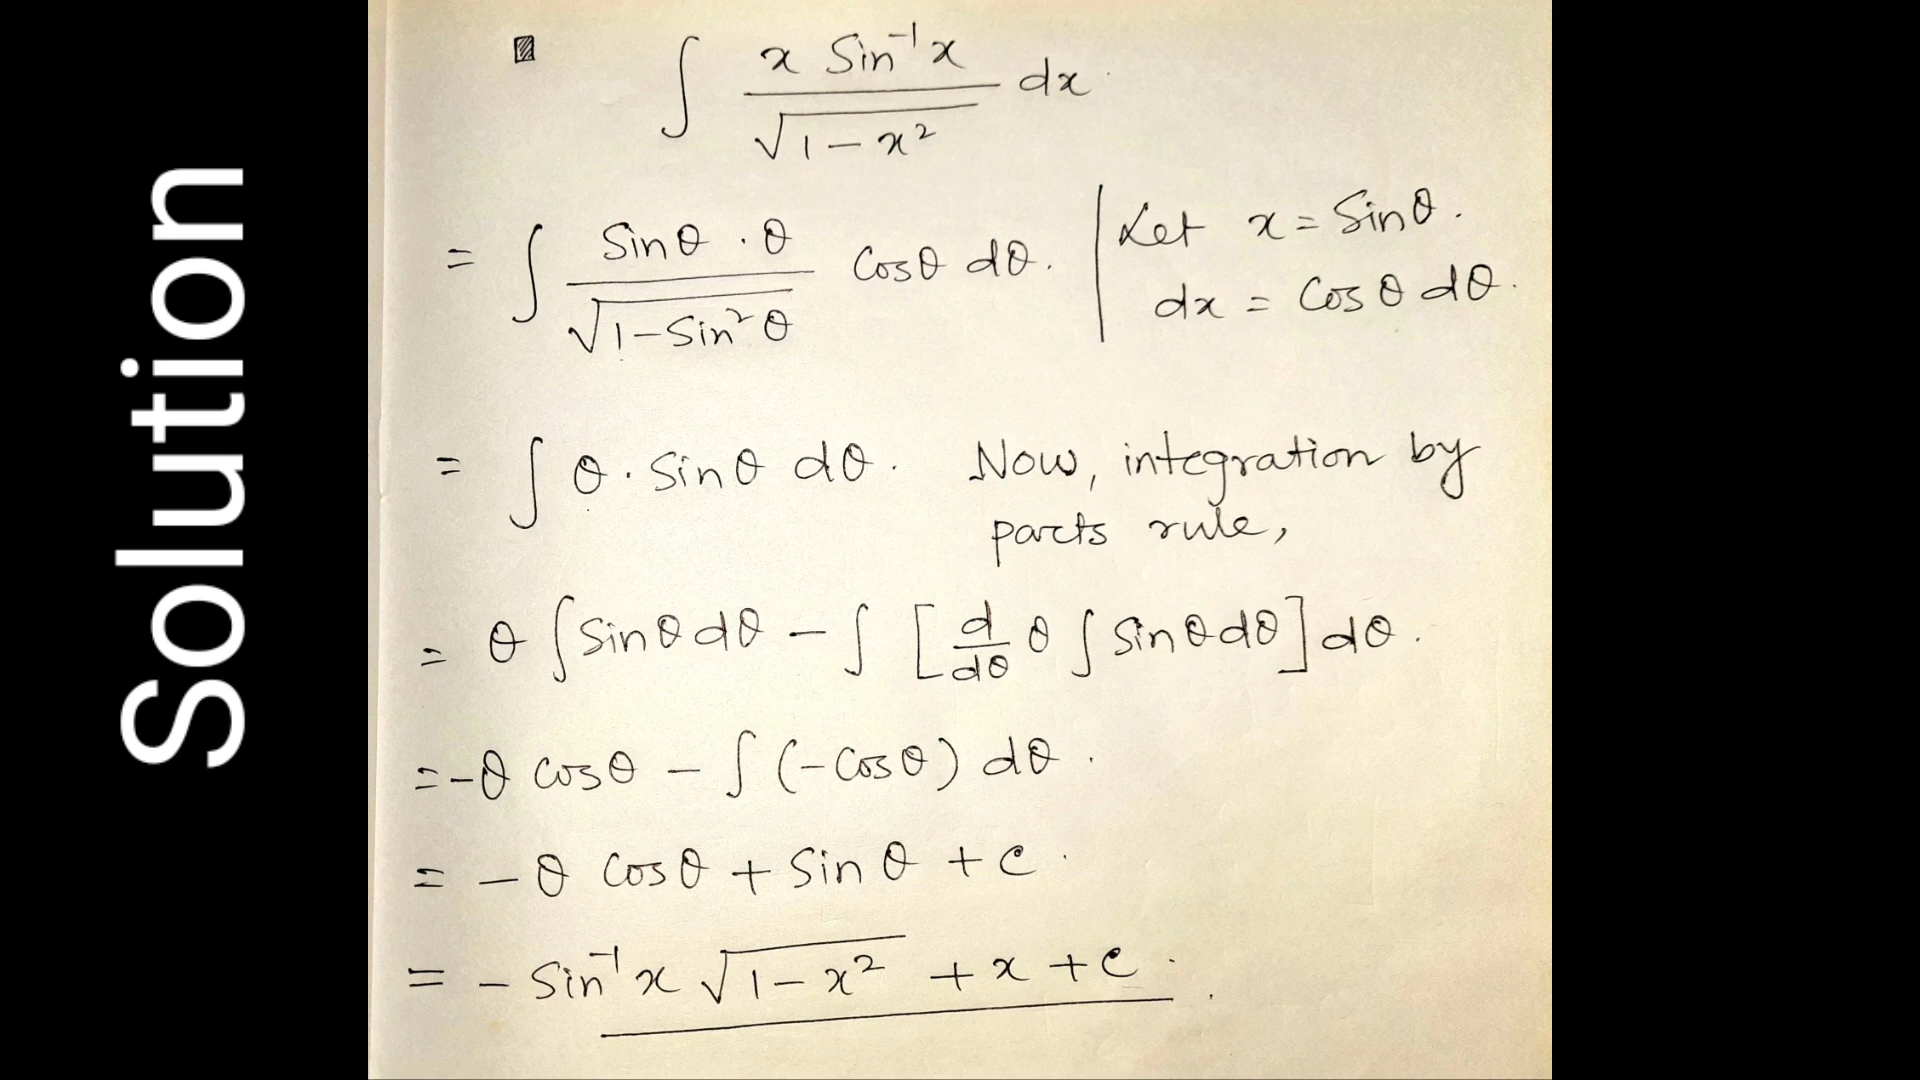 Solution
∫ x Sin⁻¹x / √(1-x²) dx
= ∫ Sinθ · θ / √(1-Sin²θ) Cosθ dθ. | Let x = Sinθ.
dx = Cosθ dθ.
= ∫ θ · Sinθ dθ. Now, integration by
parts rule,
= θ ∫ Sinθ dθ - ∫ [d/dθ θ ∫ Sinθ dθ] dθ.
= -θ Cosθ - ∫ (-Cosθ) dθ.
= - θ Cosθ + Sinθ + c.
= - Sin⁻¹x √(1-x²) + x + c.